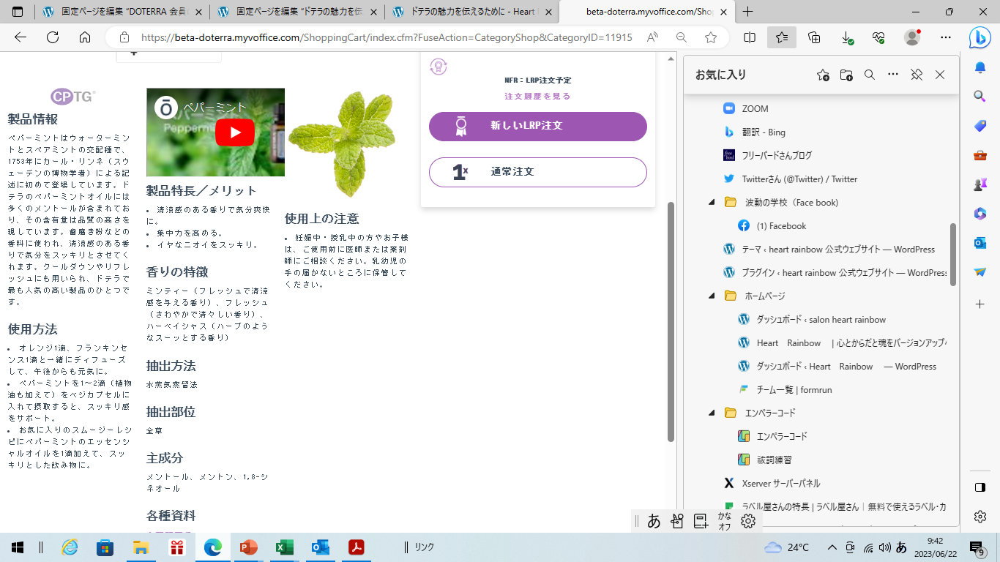 固定ページを編集 "DOTERRA 会員
固定ページを編集 "ドテラの魅力を伝
ドテラの魅力を伝えるために - Heart
beta-doterra.myvoffice.com/Shop
https://beta-doterra.myvoffice.com/ShoppingCart/index.cfm?FuseAction=CategoryShop&CategoryID=11915
CPTG
製品情報
ペパーミントはウォーターミン
トとスペアミントの交配種で、
1753年にカール・リンネ（スウ
ェーデンの博物学者）による記
述に初めて登場しています。ド
テラのペパーミントオイルには
多くのメントールが含まれてお
り、その含有量は品質の高さを
現しています。歯磨き粉などの
香料に使われ、清涼感のある香
りで気分をスッキリとさせてく
れます。クールダウンやリフレ
ッシュにも用いられ、ドテラで
最も人気の高い製品のひとつで
す。
使用方法
• オレンジ1滴、フランキンセ
ンス1滴と一緒にディフューズ
して、午後からも元気に。
• ペパーミントを1～2滴（植物
油も加えて）をベジカプセルに
入れて摂取すると、スッキリ感
をサポート。
• お気に入りのスムージーレシ
ピにペパーミントのエッセンシ
ャルオイルを1滴加えて、スッ
キリとした飲み物に。
ペパーミント
Peppermint
製品特長／メリット
• 清涼感のある香りで気分爽快
に。
• 集中力を高める。
• イヤなニオイをスッキリ。
香りの特徴
ミンティー（フレッシュで清涼
感を与える香り）、フレッシュ
（さわやかで清々しい香り）、
ハーベイシャス（ハーブのよう
なスーッとする香り）
抽出方法
水蒸気蒸留法
抽出部位
全草
主成分
メントール、メントン、1,8-シ
ネオール
各種資料
使用上の注意
• 妊娠中・授乳中の方やお子様
は、ご使用前に医師または薬剤
師にご相談ください。乳幼児の
手の届かないところに保管して
ください。
NFR：LRP注文予定
注文履歴を見る
新しいLRP注文
1x 通常注文
お気に入り
ZOOM
翻訳 - Bing
フリーバードさんブログ
Twitterさん (@Twitter) / Twitter
波動の学校（Face book)
(1) Facebook
テーマ ‹ heart rainbow 公式ウェブサイト — WordPress
プラグイン ‹ heart rainbow 公式ウェブサイト — WordPress
ホームページ
ダッシュボード ‹ salon heart rainbow
Heart　Rainbow　| 心とからだと魂をバージョンアップ
ダッシュボード ‹ Heart　Rainbow　— WordPress
チーム一覧 | formrun
エンペラーコード
エンペラーコード
祓詞練習
Xserver サーバーパネル
ラベル屋さんの特長 | ラベル屋さん｜無料で使えるラベル・カ
あ かな オフ
リンク
24°C
あ
9:42
2023/06/22
9